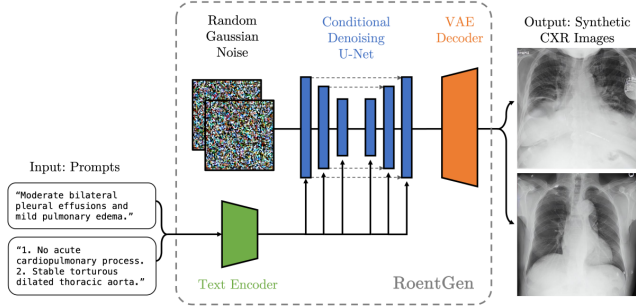 Random
Gaussian
Noise
Conditional
Denoising
U-Net
VAE
Decoder
Output: Synthetic
CXR Images
Input: Prompts
“Moderate bilateral
pleural effusions and
mild pulmonary edema.”
“1. No acute
cardiopulmonary process.
2. Stable torturous
dilated thoracic aorta.”
Text Encoder
RoentGen